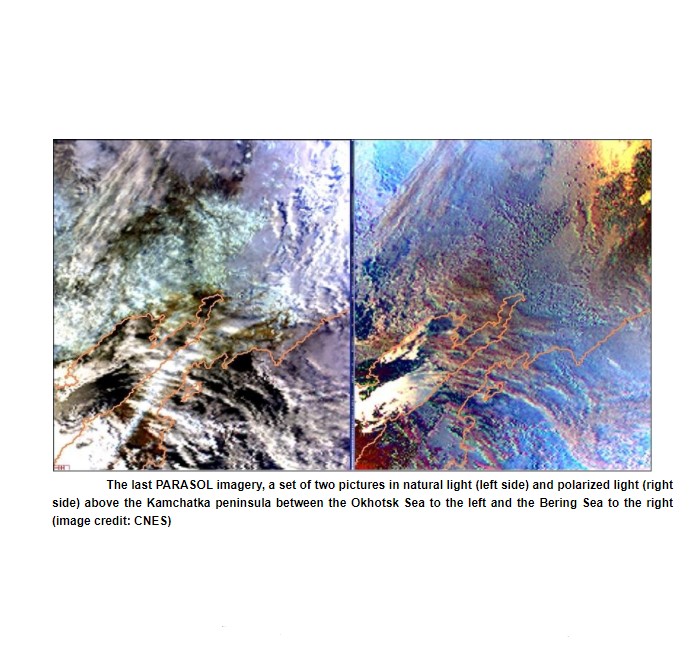 The last PARASOL imagery, a set of two pictures in natural light (left side) and polarized light (right
side) above the Kamchatka peninsula between the Okhotsk Sea to the left and the Bering Sea to the right
(image credit: CNES)